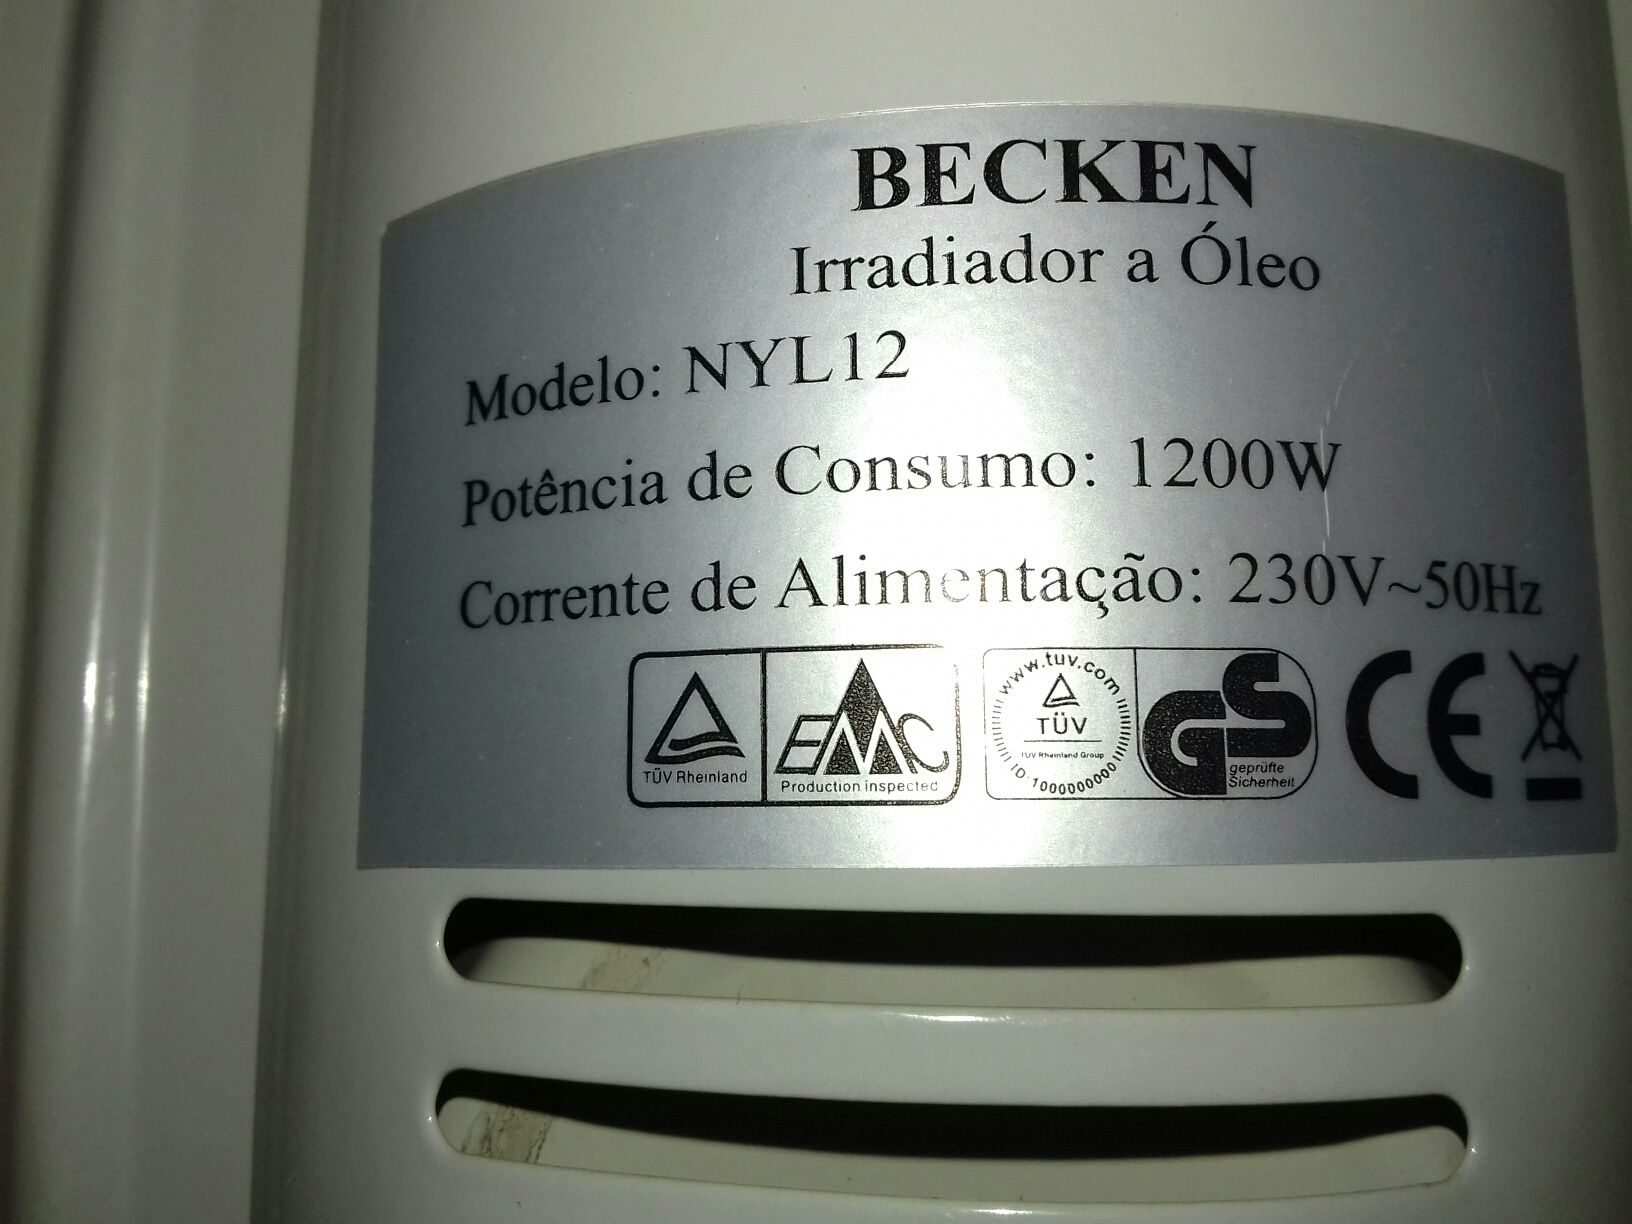 BECKEN
Irradiador a Óleo
Modelo: NYL12
Potência de Consumo: 1200W
Corrente de Alimentação: 230V~50Hz
TÜV Rheinland
EMC
Production inspected
www.tuv.com
TÜV
TUV Rheinland Group
ID:1000000000
GS
geprüfte
Sicherheit
CE